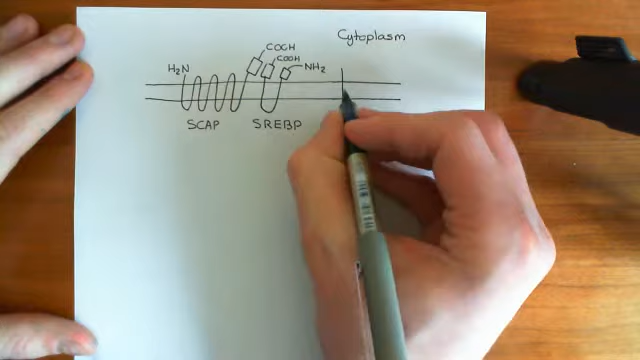 Cytoplasm
COOH
COOH
H₂N
NH₂
SCAP
SREBP